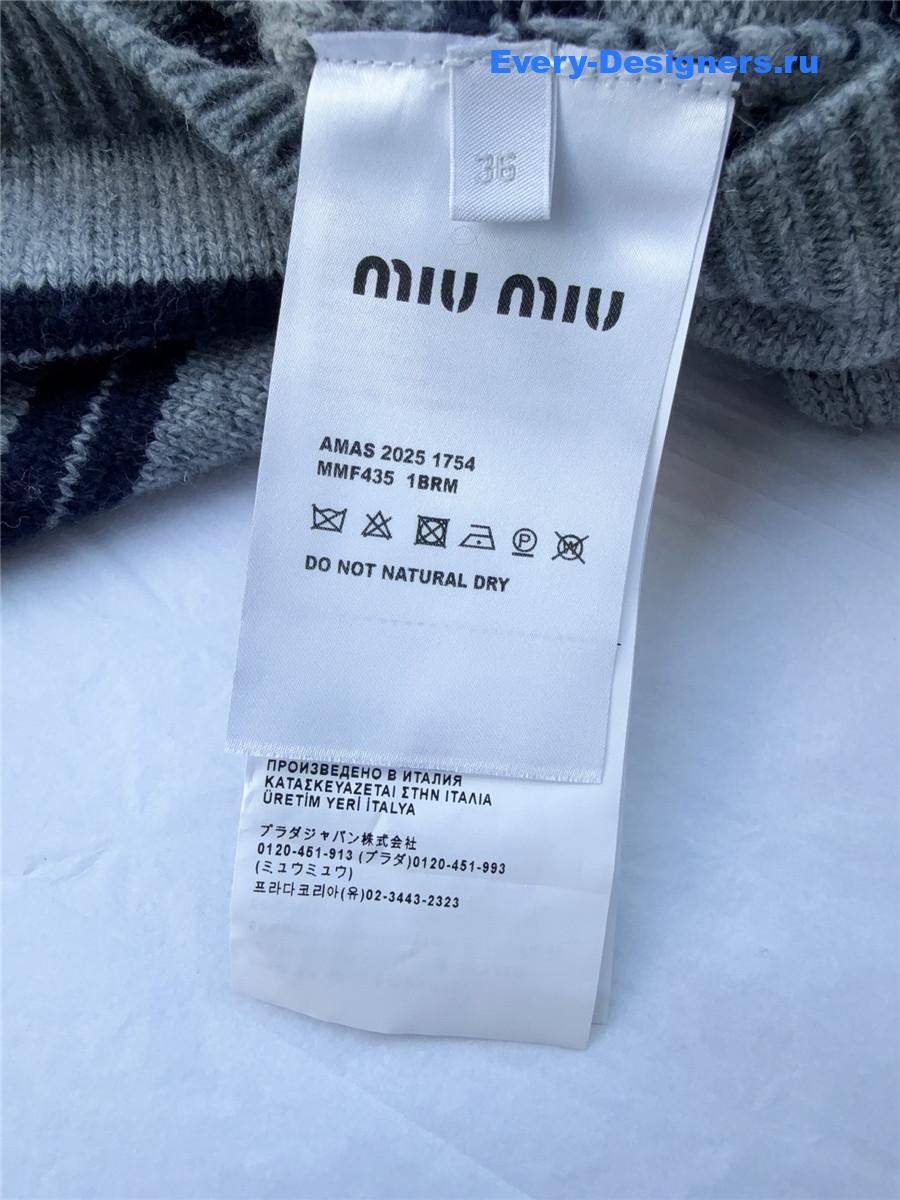 Every-Designers.ru
36
miu miu
AMAS 2025 1754
MMF435 1BRM
P
W
DO NOT NATURAL DRY
ПРОИЗВЕДЕНО В ИТАЛИЯ
ΚΑΤΑΣΚΕΥΑΖΕΤΑΙ ΣΤΗΝ ΙΤΑΛΙΑ
ÜRETİM YERİ İTALYA
プラダジャパン株式会社
0120-451-913 (プラダ)0120-451-993
(ミュウミュウ)
프라다코리아(유)02-3443-2323